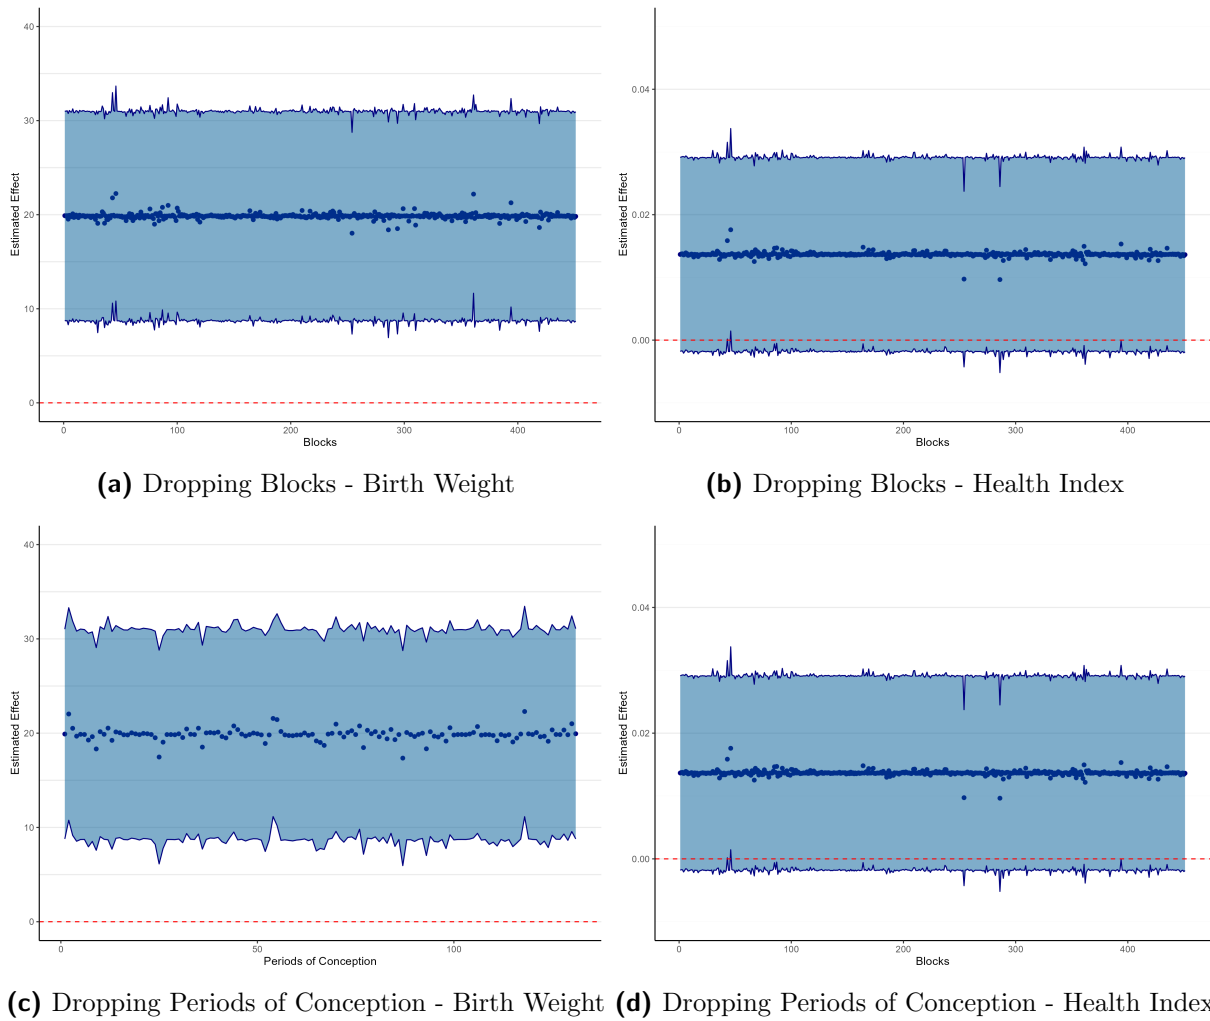 40
30
20
10
0
Estimated Effect
0
100
200
300
400
Blocks
(a) Dropping Blocks - Birth Weight
0.04
0.02
0.00
Estimated Effect
0
100
200
300
400
Blocks
(b) Dropping Blocks - Health Index
40
30
20
10
0
Estimated Effect
0
50
100
Periods of Conception
(c) Dropping Periods of Conception - Birth Weight
0.04
0.02
0.00
Estimated Effect
0
100
200
300
400
Blocks
(d) Dropping Periods of Conception - Health Index